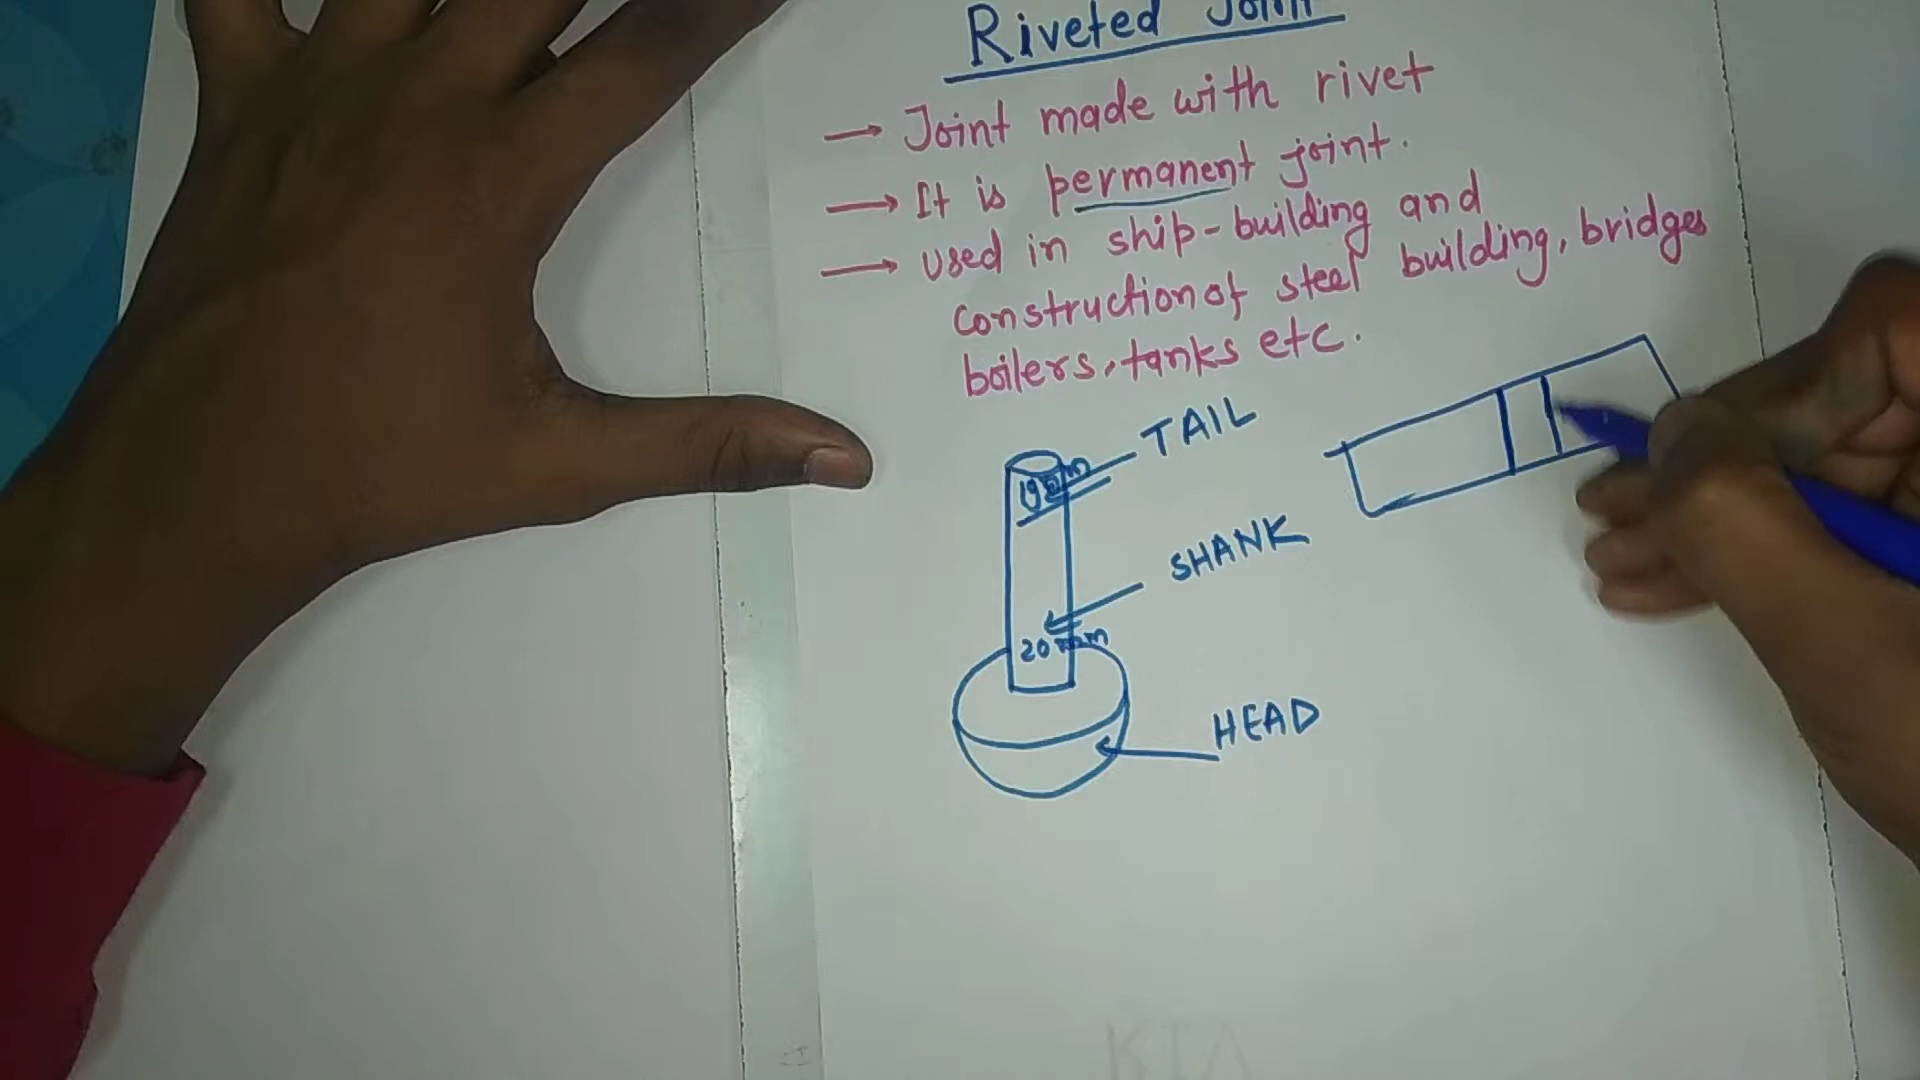 Riveted Joint
→ Joint made with rivet
→ It is permanent joint.
→ used in ship-building and
construction of steel building, bridges
boilers, tanks etc.
TAIL
SHANK
20 mm
HEAD